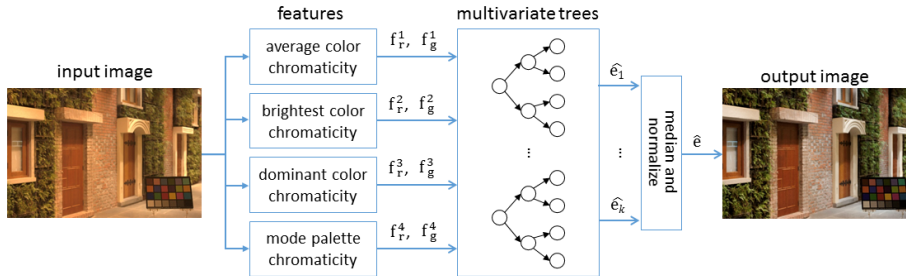 features
multivariate trees
input image
output image
average color
chromaticity
brightest color
chromaticity
dominant color
chromaticity
mode palette
chromaticity
f_r^1, f_g^1
f_r^2, f_g^2
f_r^3, f_g^3
f_r^4, f_g^4
⋮
ê_1
⋮
ê_k
median and
normalize
ê